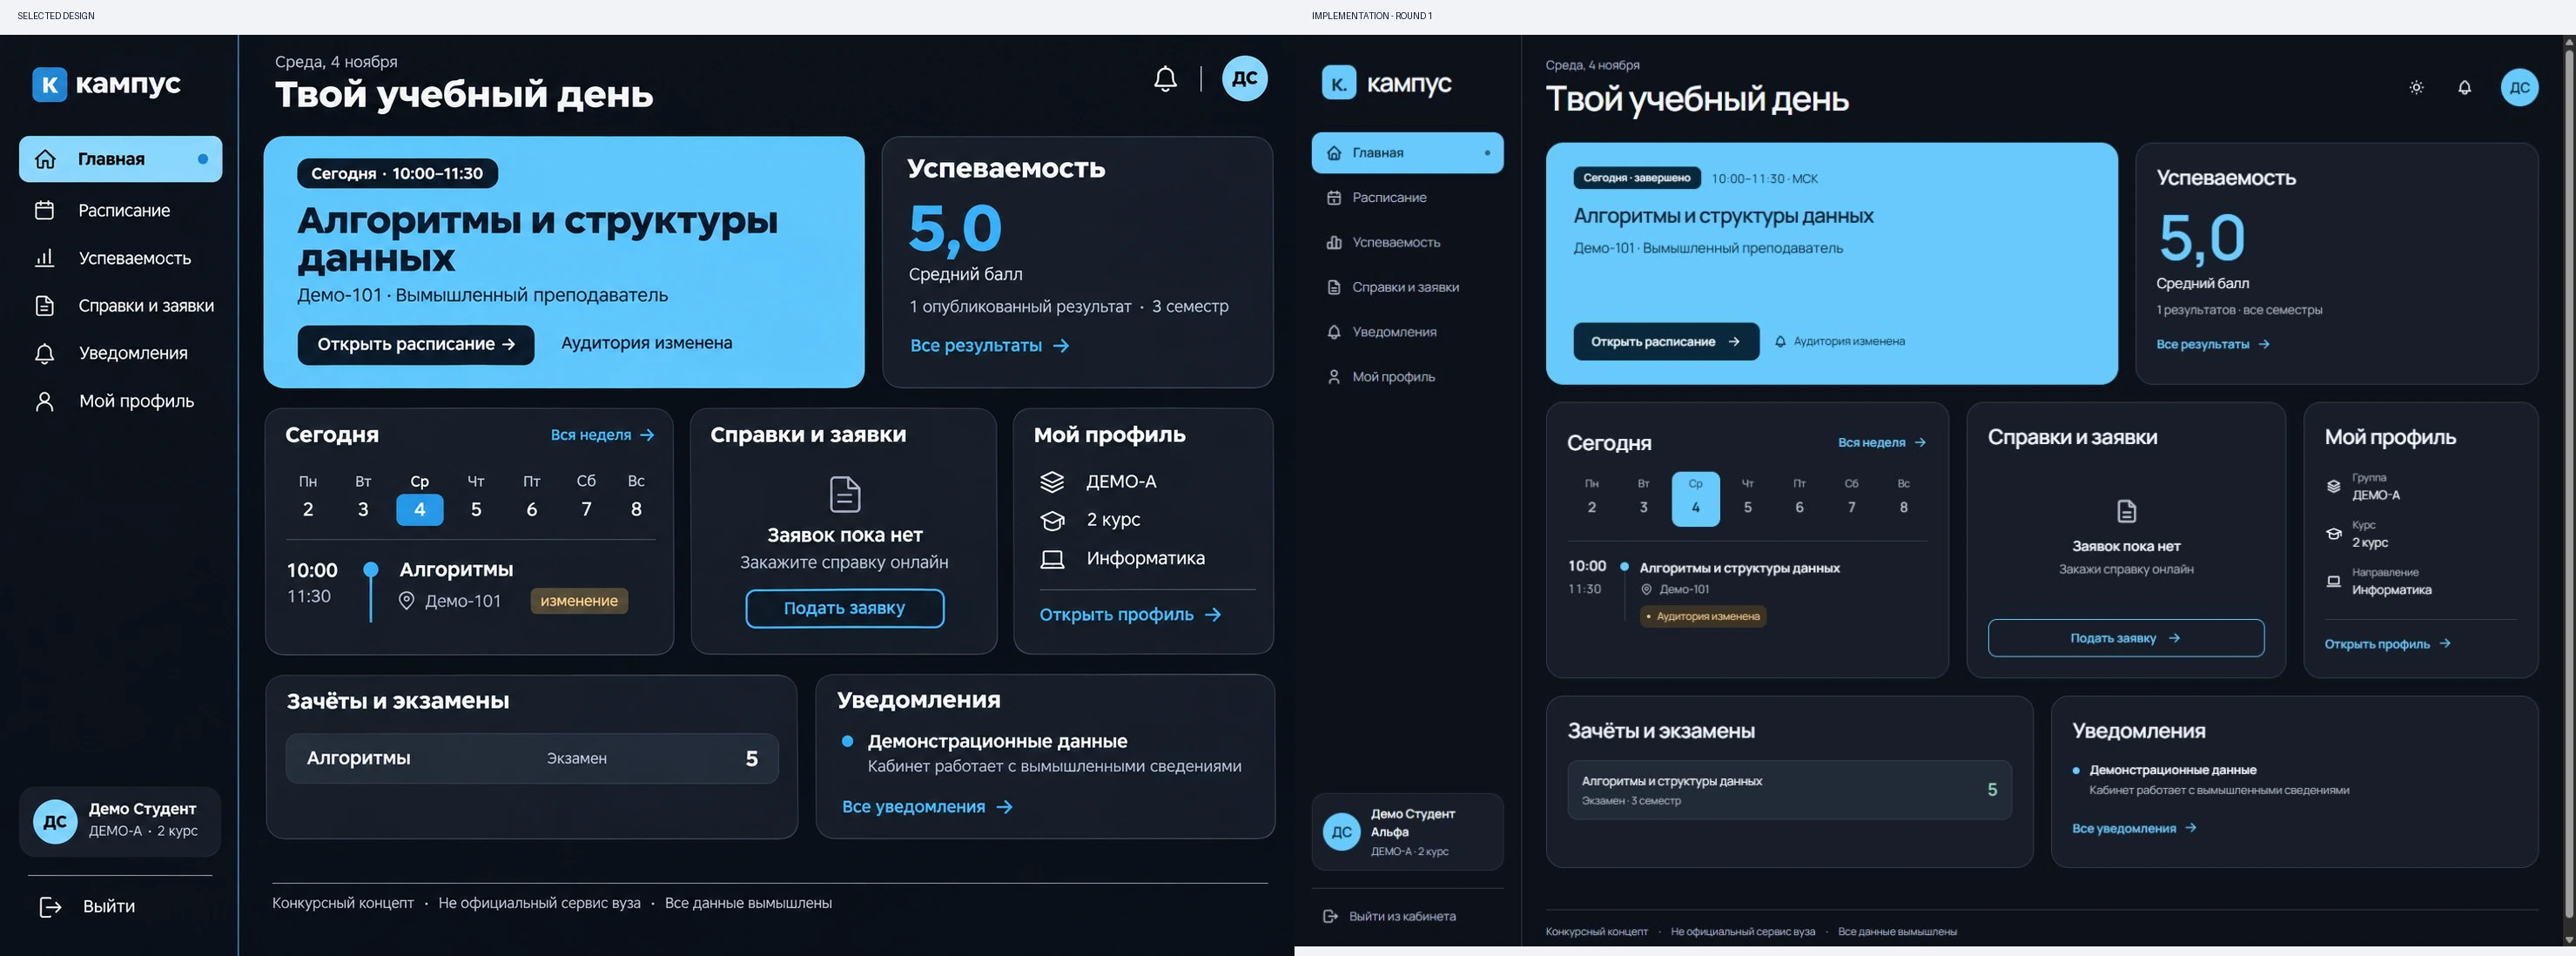 SELECTED DESIGN
К кампус
Главная
Расписание
Успеваемость
Справки и заявки
Уведомления
Мой профиль
ДС
Демо Студент
ДЕМО-А · 2 курс
Выйти
Среда, 4 ноября
Твой учебный день
ДС
Сегодня · 10:00–11:30
Алгоритмы и структуры
данных
Демо-101 · Вымышленный преподаватель
Открыть расписание → Аудитория изменена
Успеваемость
5,0
Средний балл
1 опубликованный результат · 3 семестр
Все результаты →
Сегодня Вся неделя →
Пн Вт Ср Чт Пт Сб Вс
2 3 4 5 6 7 8
10:00 Алгоритмы
11:30 Демо-101 изменение
Справки и заявки
Заявок пока нет
Закажите справку онлайн
Подать заявку
Мой профиль
ДЕМО-А
2 курс
Информатика
Открыть профиль →
Зачёты и экзамены
Алгоритмы Экзамен 5
Уведомления
Демонстрационные данные
Кабинет работает с вымышленными сведениями
Все уведомления →
Конкурсный концепт · Не официальный сервис вуза · Все данные вымышлены
IMPLEMENTATION - ROUND 1
К. кампус
Главная
Расписание
Успеваемость
Справки и заявки
Уведомления
Мой профиль
ДС
Демо Студент
Альфа
ДЕМО-А · 2 курс
Выйти из кабинета
Среда, 4 ноября
Твой учебный день
ДС
Сегодня · завершено 10:00–11:30 · МСК
Алгоритмы и структуры данных
Демо-101 · Вымышленный преподаватель
Открыть расписание → Аудитория изменена
Успеваемость
5,0
Средний балл
1 результатов · все семестры
Все результаты →
Сегодня Вся неделя →
Пн Вт Ср Чт Пт Сб Вс
2 3 4 5 6 7 8
10:00 Алгоритмы и структуры данных
11:30 Демо-101
• Аудитория изменена
Справки и заявки
Заявок пока нет
Закажи справку онлайн
Подать заявку →
Мой профиль
Группа
ДЕМО-А
Курс
2 курс
Направление
Информатика
Открыть профиль →
Зачёты и экзамены
Алгоритмы и структуры данных
Экзамен · 3 семестр 5
Уведомления
Демонстрационные данные
Кабинет работает с вымышленными сведениями
Все уведомления →
Конкурсный концепт · Не официальный сервис вуза · Все данные вымышлены